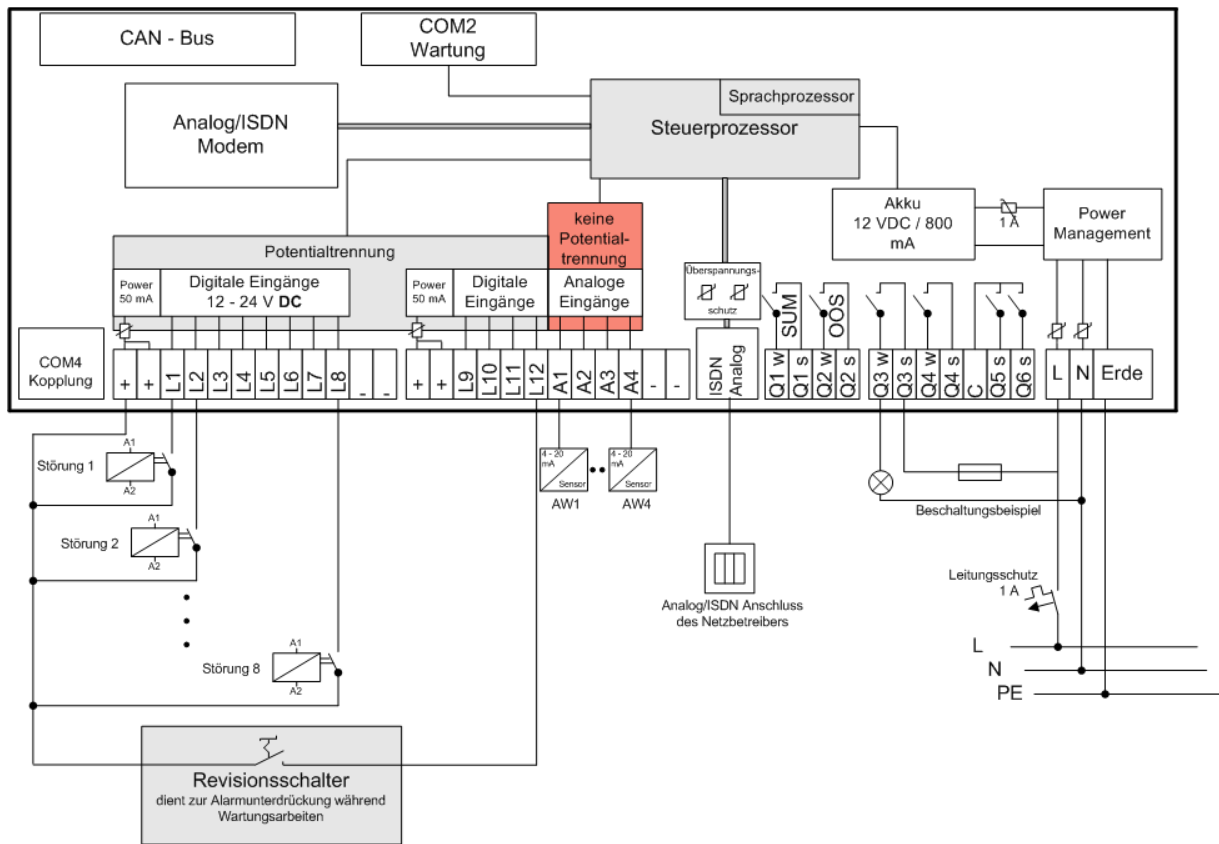 CAN - Bus
COM2
Wartung
Analog/ISDN
Modem
Sprachprozessor
Steuerprozessor
Akku
12 VDC / 800
mA
1 A
Power
Management
Potentialtrennung
keine
Potential-
trennung
Power
50 mA
Digitale Eingänge
12 - 24 V DC
Power
50 mA
Digitale
Eingänge
Analoge
Eingänge
Überspannungs-
schutz
SUM
OOS
COM4
Kopplung
+ + L1 L2 L3 L4 L5 L6 L7 L8 - -
+ + L9 L10 L11 L12 A1 A2 A3 A4 - -
ISDN
Analog
Q1 w Q1 s Q2 w Q2 s
Q3 w Q3 s Q4 w Q4 s C Q5 s Q6 s
L N Erde
Störung 1
A1
A2
Störung 2
A1
A2
Störung 8
A1
A2
4 - 20
mA
Sensor
AW1
4 - 20
mA
Sensor
AW4
Beschaltungsbeispiel
Analog/ISDN Anschluss
des Netzbetreibers
Leitungsschutz
1 A
L
N
PE
Revisionsschalter
dient zur Alarmunterdrückung während
Wartungsarbeiten